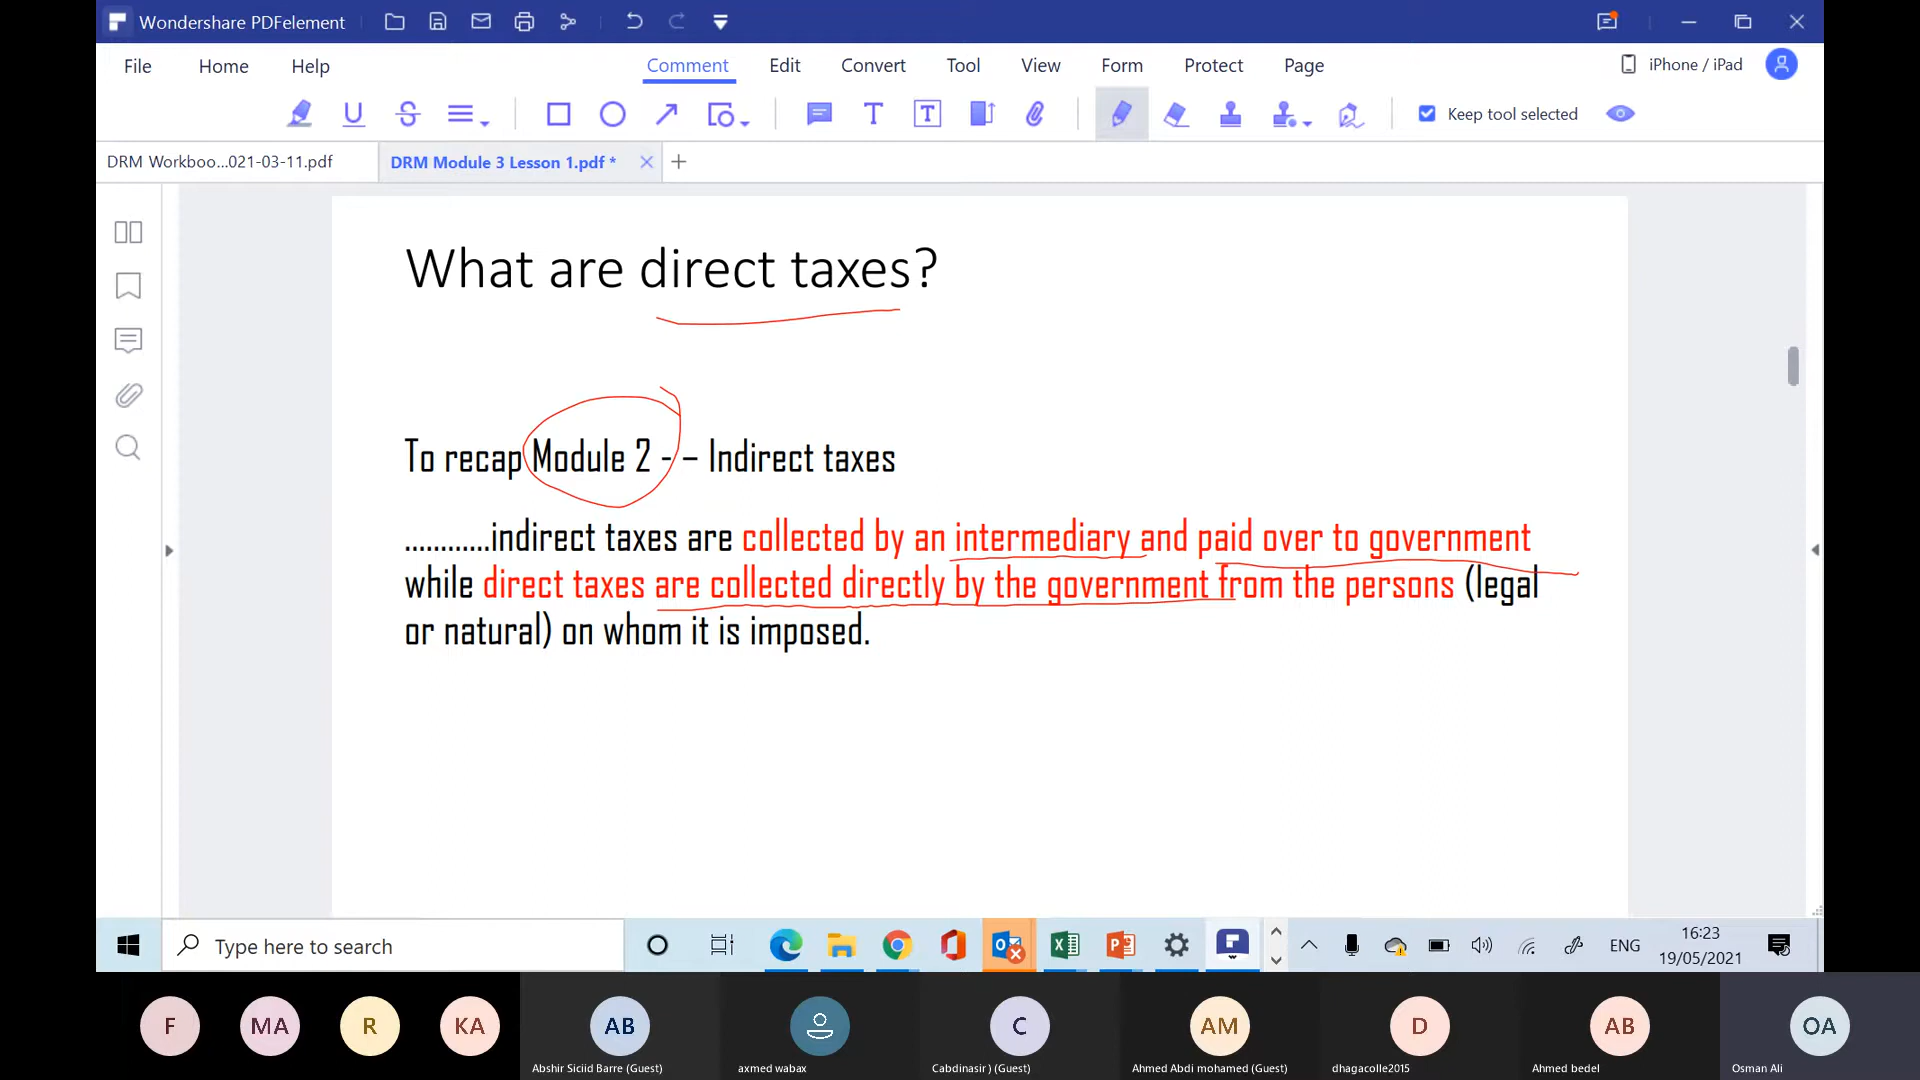 Wondershare PDFelement
File Home Help Comment Edit Convert Tool View Form Protect Page iPhone / iPad
Keep tool selected
DRM Workboo...021-03-11.pdf DRM Module 3 Lesson 1.pdf *
What are direct taxes?
To recap Module 2 - – Indirect taxes
............indirect taxes are collected by an intermediary and paid over to government
while direct taxes are collected directly by the government from the persons (legal
or natural) on whom it is imposed.
Type here to search
ENG
16:23
19/05/2021
F MA R KA AB C AM D AB OA
Abshir Siciid Barre (Guest) axmed wabax Cabdinasir ) (Guest) Ahmed Abdi mohamed (Guest) dhagacolle2015 Ahmed bedel Osman Ali